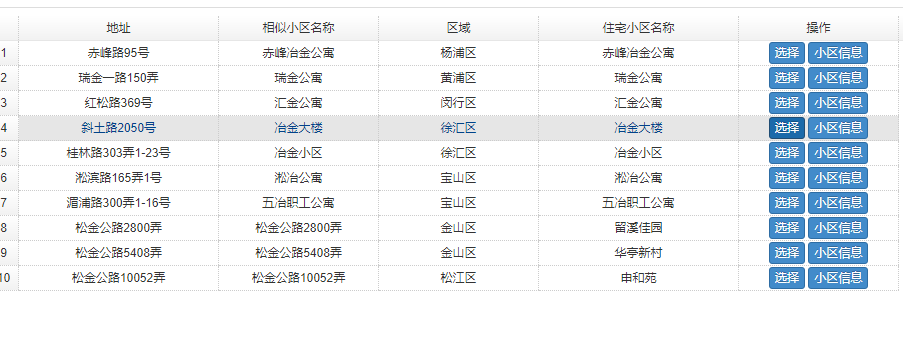 地址 相似小区名称 区域 住宅小区名称 操作
1 赤峰路95号 赤峰冶金公寓 杨浦区 赤峰冶金公寓 选择 小区信息
2 瑞金一路150弄 瑞金公寓 黄浦区 瑞金公寓 选择 小区信息
3 红松路369号 汇金公寓 闵行区 汇金公寓 选择 小区信息
4 斜土路2050号 冶金大楼 徐汇区 冶金大楼 选择 小区信息
5 桂林路303弄1-23号 冶金小区 徐汇区 冶金小区 选择 小区信息
6 淞滨路165弄1号 淞冶公寓 宝山区 淞冶公寓 选择 小区信息
7 湄浦路300弄1-16号 五冶职工公寓 宝山区 五冶职工公寓 选择 小区信息
8 松金公路2800弄 松金公路2800弄 金山区 留溪佳园 选择 小区信息
9 松金公路5408弄 松金公路5408弄 金山区 华亭新村 选择 小区信息
10 松金公路10052弄 松金公路10052弄 松江区 申和苑 选择 小区信息